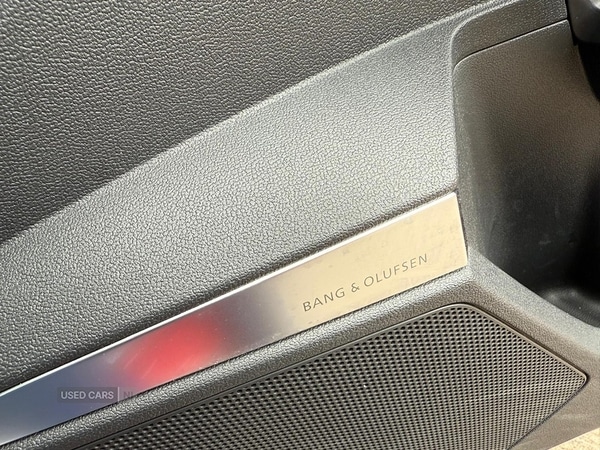 BANG & OLUFSEN
USED CARS